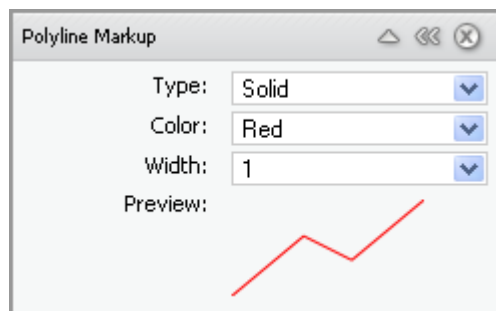 Polyline Markup
Type: Solid
Color: Red
Width: 1
Preview: